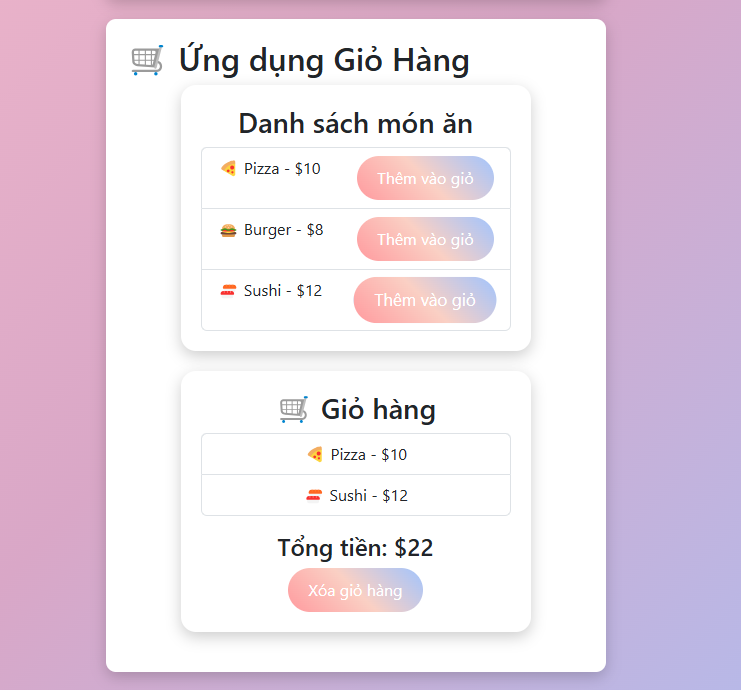 🛒 Ứng dụng Giỏ Hàng
Danh sách món ăn
🍕 Pizza - $10 Thêm vào giỏ
🍔 Burger - $8 Thêm vào giỏ
🍣 Sushi - $12 Thêm vào giỏ
🛒 Giỏ hàng
🍕 Pizza - $10
🍣 Sushi - $12
Tổng tiền: $22
Xóa giỏ hàng